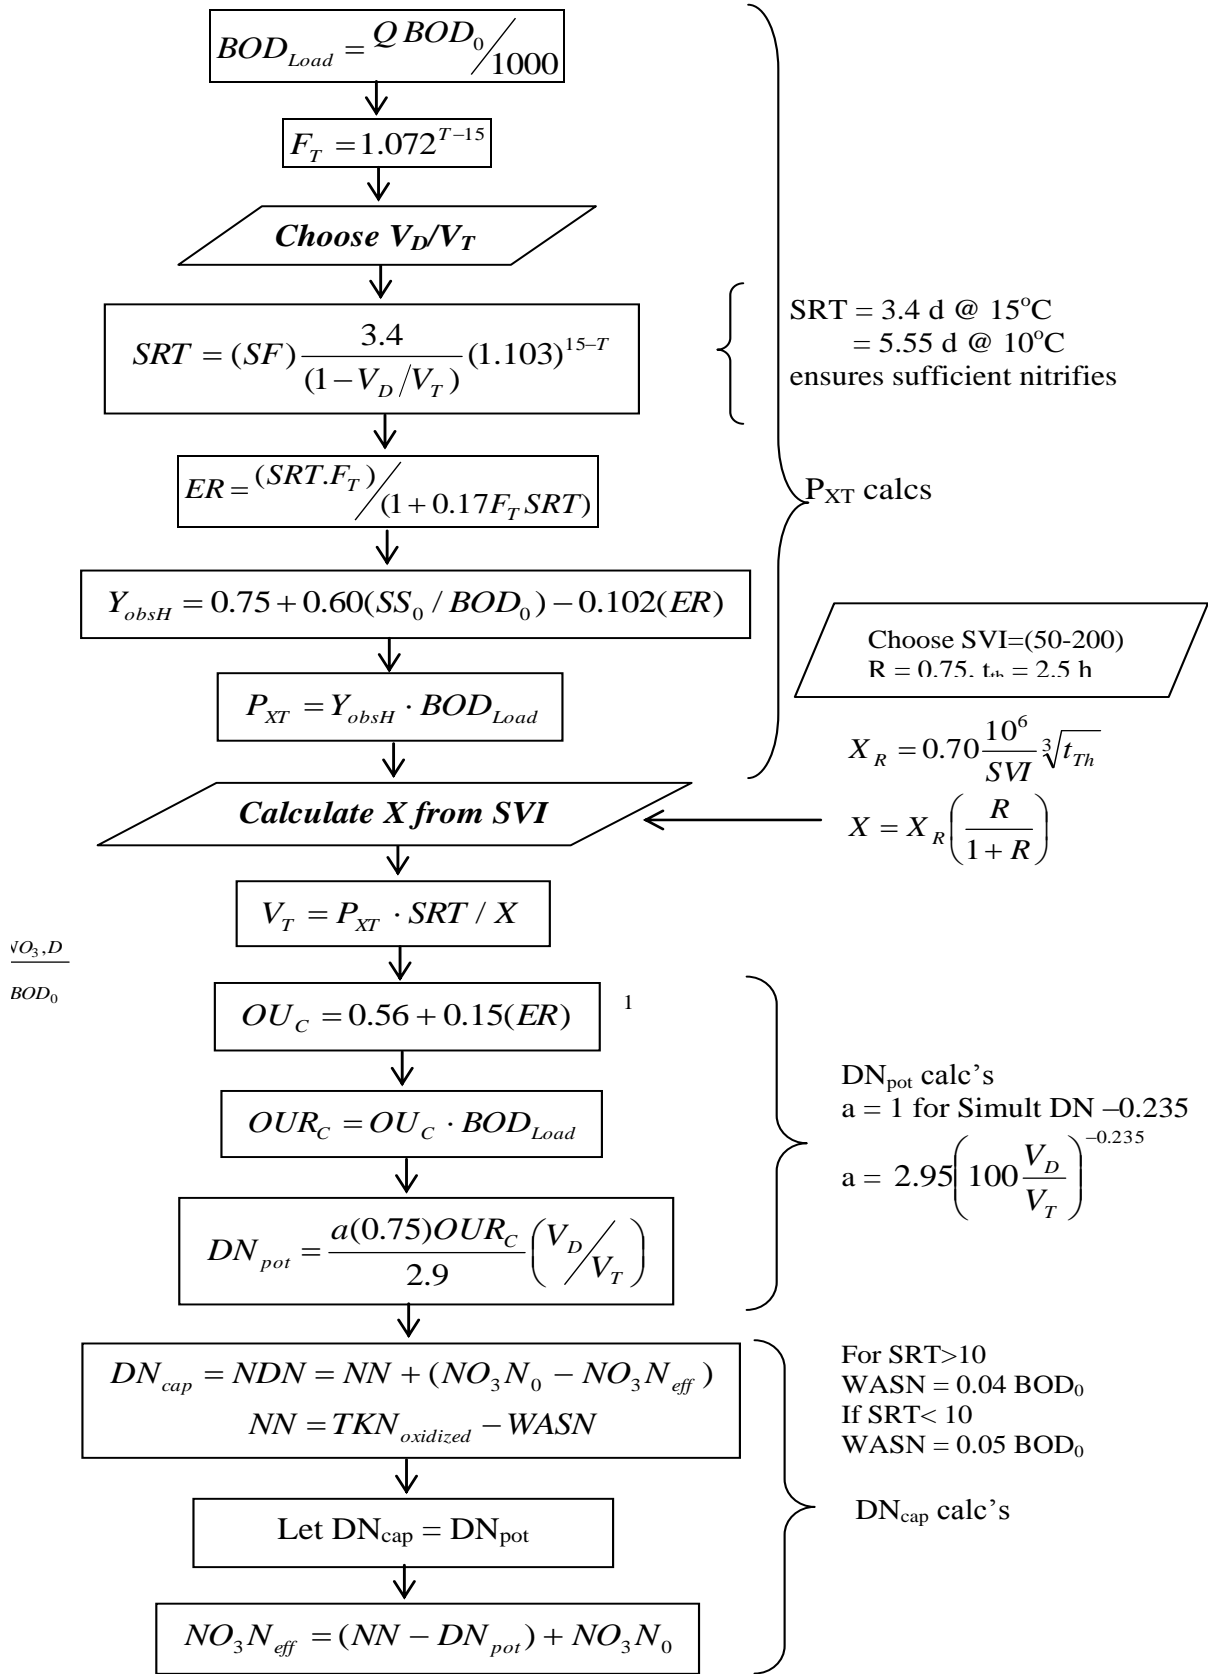 BOD_Load = Q BOD_0 / 1000
F_T = 1.072^{T−15}
Choose V_D/V_T
SRT = (SF) 3.4 / (1 − V_D/V_T) (1.103)^{15−T}
SRT = 3.4 d @ 15°C
= 5.55 d @ 10°C
ensures sufficient nitrifies
ER = (SRT.F_T) / (1 + 0.17F_T SRT)
P_XT calcs
Y_obsH = 0.75 + 0.60(SS_0 / BOD_0) − 0.102(ER)
Choose SVI=(50-200)
R = 0.75, t_th = 2.5 h
P_XT = Y_obsH · BOD_Load
X_R = 0.70 10^6 / SVI ∛t_Th
Calculate X from SVI
X = X_R (R / 1 + R)
V_T = P_XT · SRT / X
NO_3,D
BOD_0
OU_C = 0.56 + 0.15(ER) 1
OUR_C = OU_C · BOD_Load
DN_pot calc's
a = 1 for Simult DN –0.235
a = 2.95(100 V_D / V_T)^{−0.235}
DN_pot = a(0.75)OUR_C / 2.9 (V_D / V_T)
DN_cap = NDN = NN + (NO_3N_0 − NO_3N_eff)
NN = TKN_oxidized − WASN
For SRT>10
WASN = 0.04 BOD_0
If SRT< 10
WASN = 0.05 BOD_0
DN_cap calc's
Let DN_cap = DN_pot
NO_3N_eff = (NN − DN_pot) + NO_3N_0